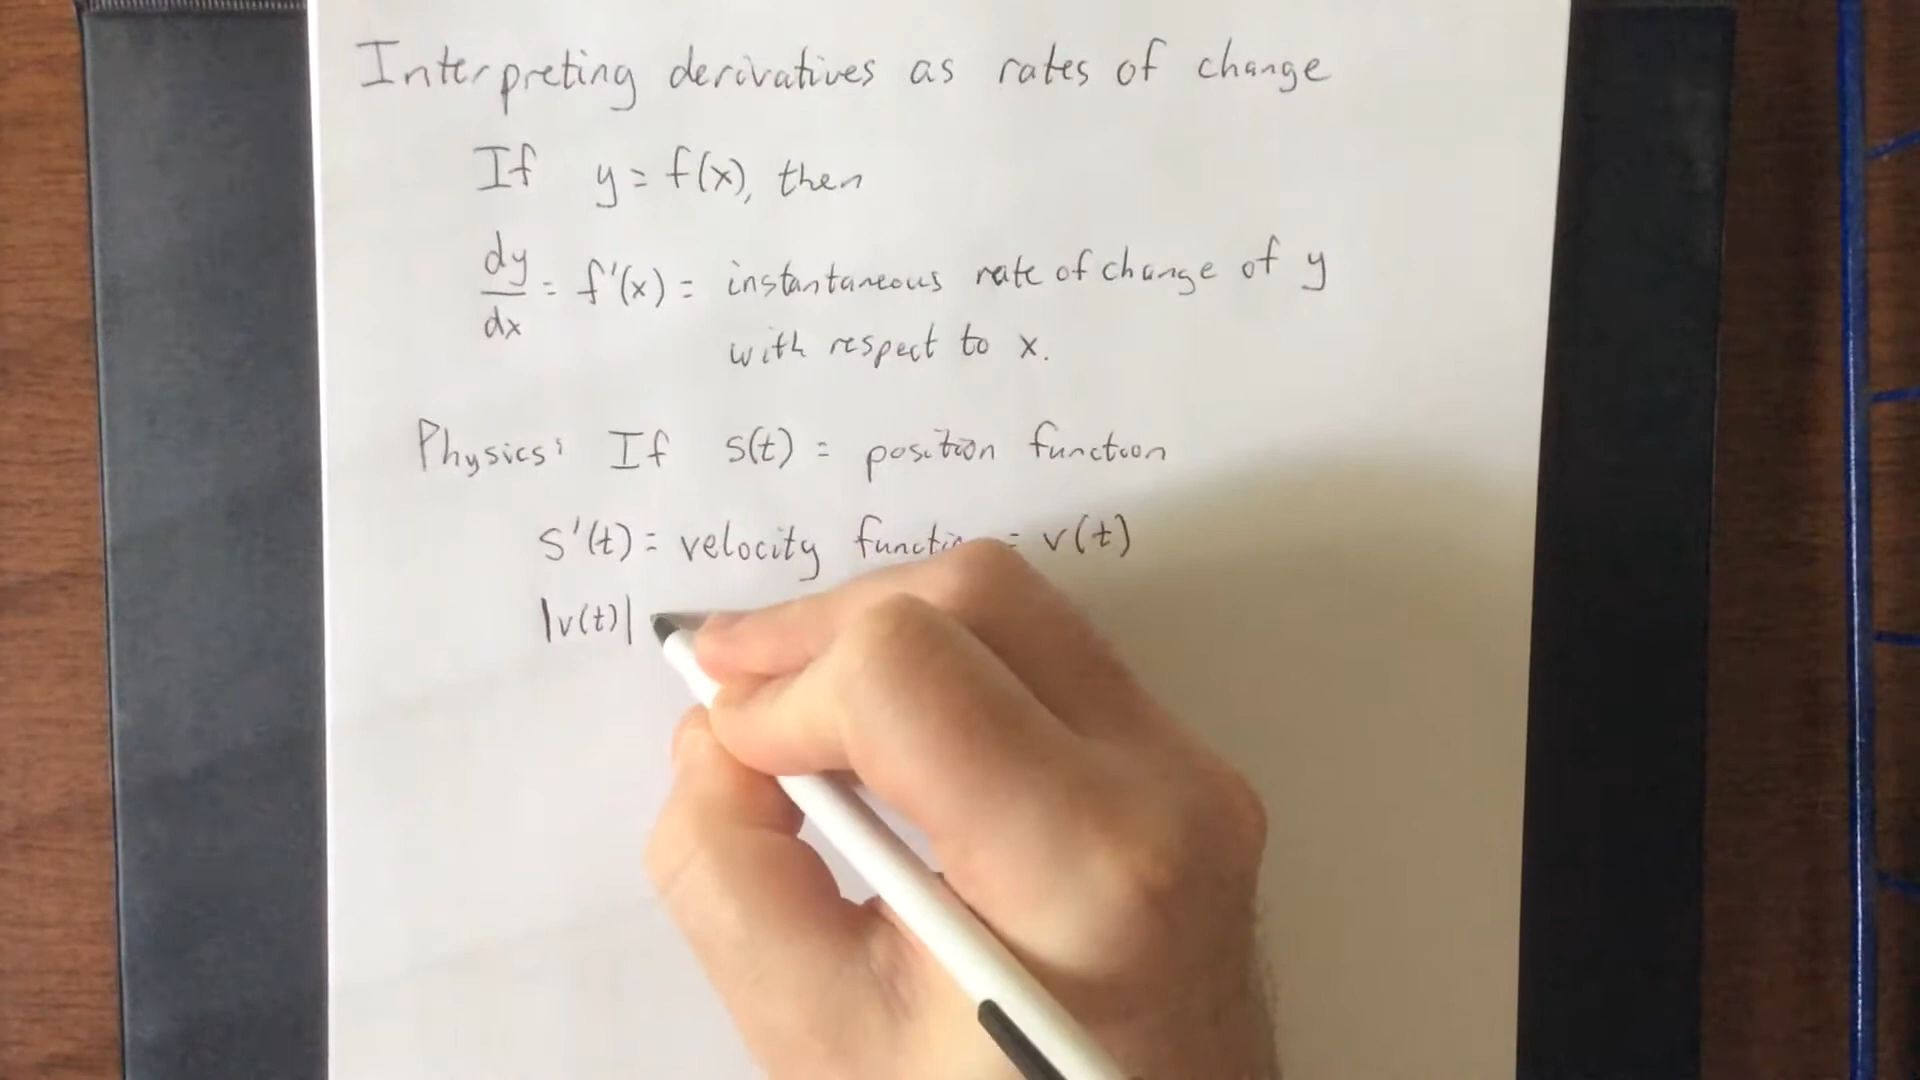 Interpreting derivatives as rates of change
If y = f(x), then
dy/dx = f'(x) = instantaneous rate of change of y
with respect to x.
Physics: If s(t) = position function
s'(t) = velocity = v(t)
|v(t)|